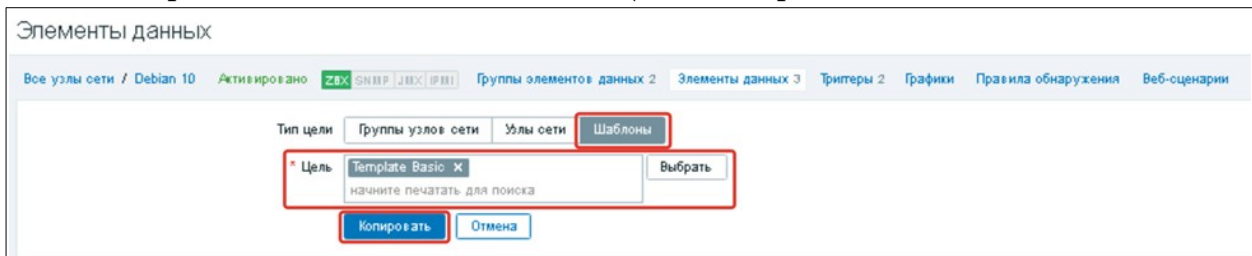 Элементы данных
Все узлы сети / Debian 10 Активировано ZBX SNMP JMX IPMI Группы элементов данных 2 Элементы данных 3 Триггеры 2 Графики Правила обнаружения Веб-сценарии
Тип цели Группы узлов сети Узлы сети Шаблоны
* Цель Template Basic × Выбрать
начните печатать для поиска
Копировать Отмена